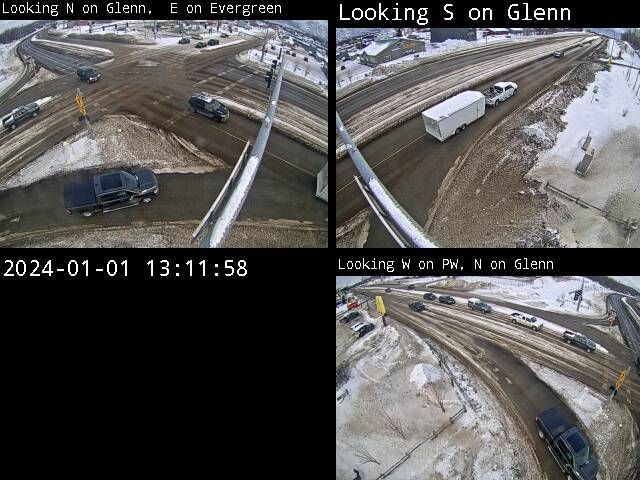 Looking N on Glenn,  E on Evergreen
Looking S on Glenn
2024-01-01 13:11:58
Looking W on PW, N on Glenn